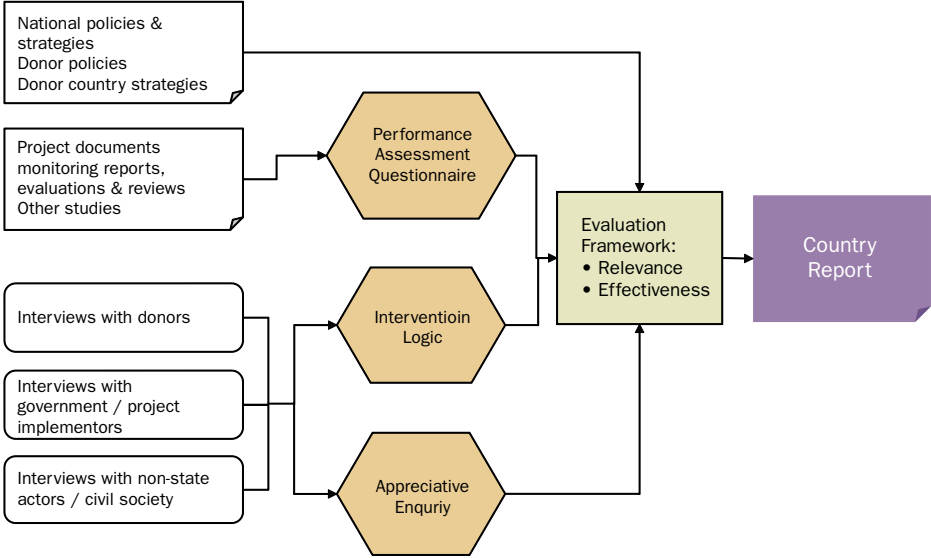 National policies &
strategies
Donor policies
Donor country strategies
Project documents
monitoring reports,
evaluations & reviews
Other studies
Interviews with donors
Interviews with
government / project
implementors
Interviews with non-state
actors / civil society
Performance
Assessment
Questionnaire
Interventioin
Logic
Appreciative
Enquriy
Evaluation
Framework:
• Relevance
• Effectiveness
Country
Report